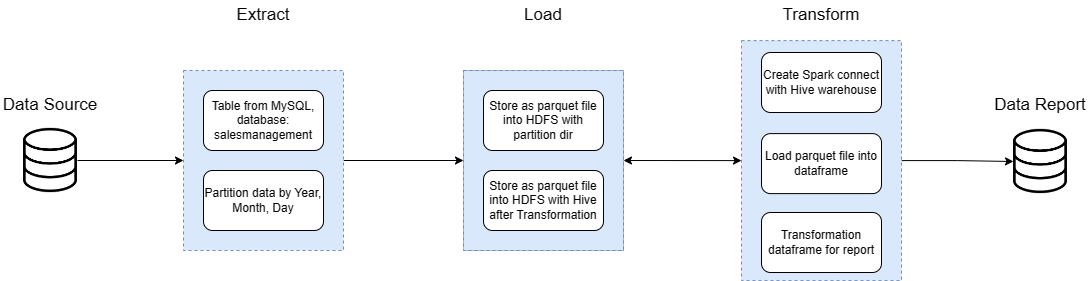 Extract
Load
Transform
Data Source
Table from MySQL,
database:
salesmanagement
Partition data by Year,
Month, Day
Store as parquet file
into HDFS with
partition dir
Store as parquet file
into HDFS with Hive
after Transformation
Create Spark connect
with Hive warehouse
Load parquet file into
dataframe
Transformation
dataframe for report
Data Report